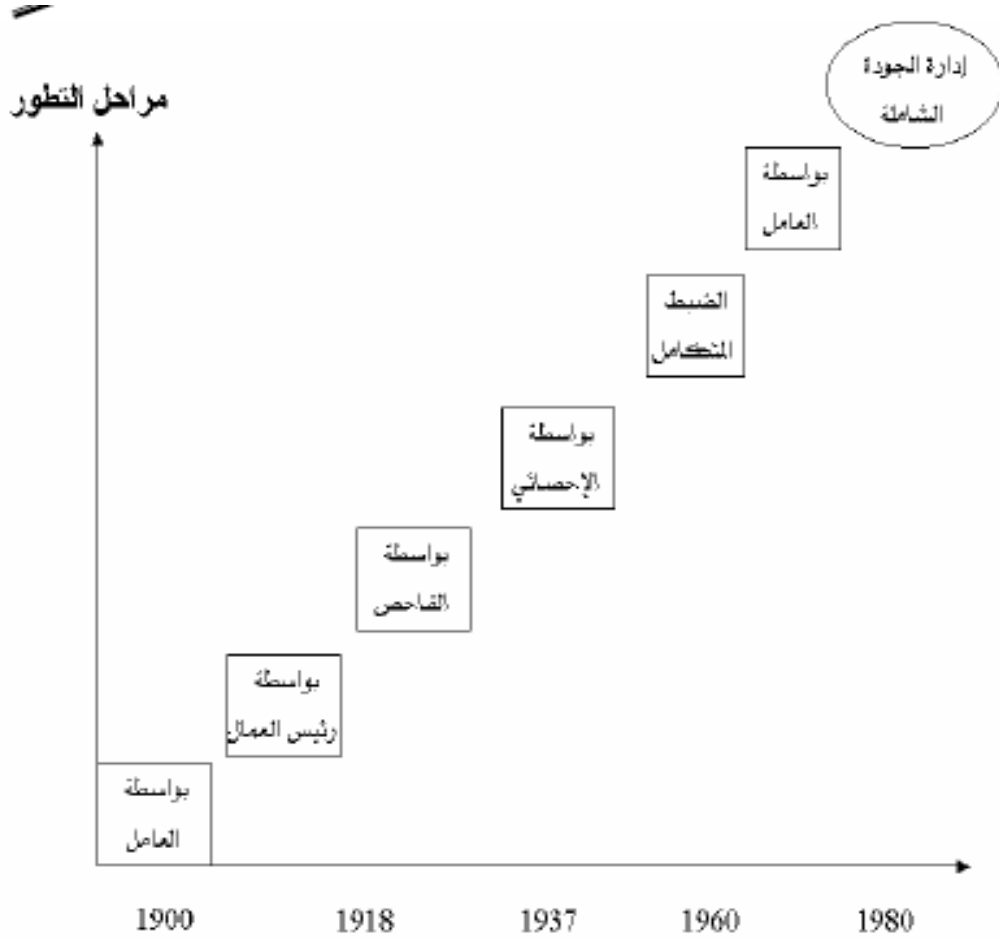 إدارة الجودة
الشاملة
مراحل التطور
بواسطة
العامل
الضبط
المتكامل
بواسطة
الإحصائي
بواسطة
الفاحص
بواسطة
رئيس العمال
بواسطة
العامل
1900 1918 1937 1960 1980